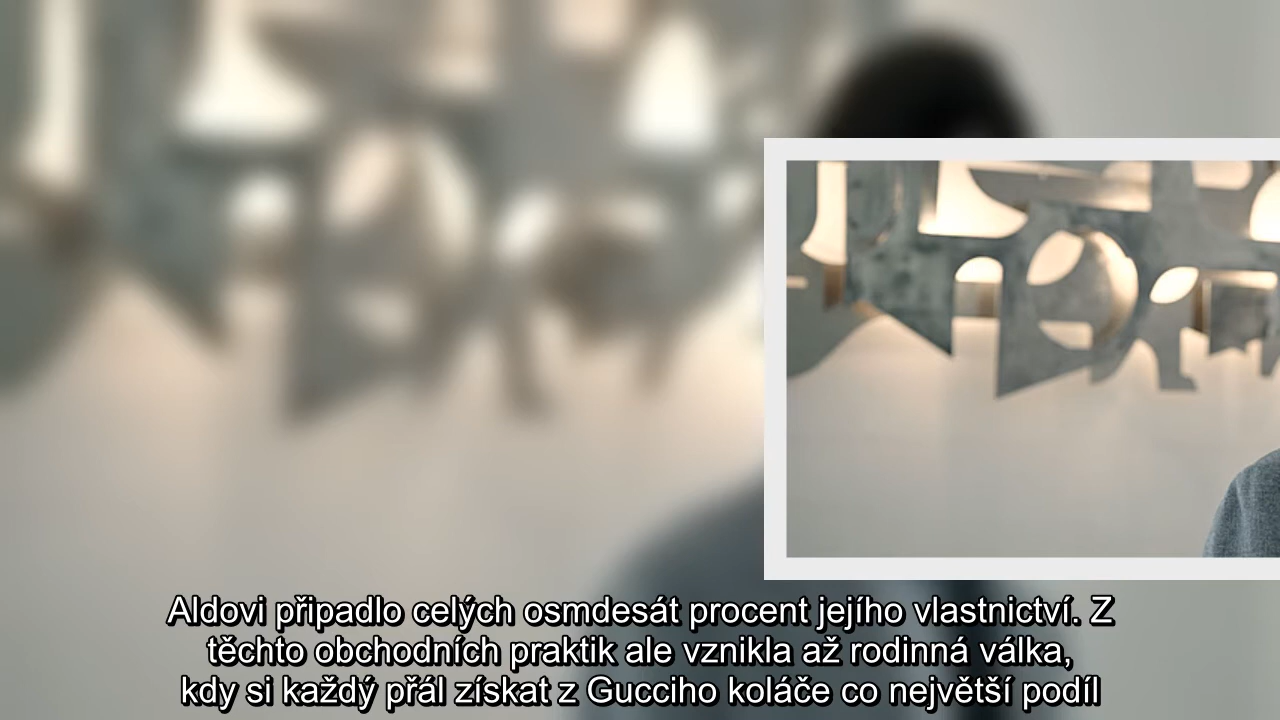 Aldovi připadlo celých osmdesát procent jejího vlastnictví. Z
těchto obchodních praktik ale vznikla až rodinná válka,
kdy si každý přál získat z Gucciho koláče co největší podíl